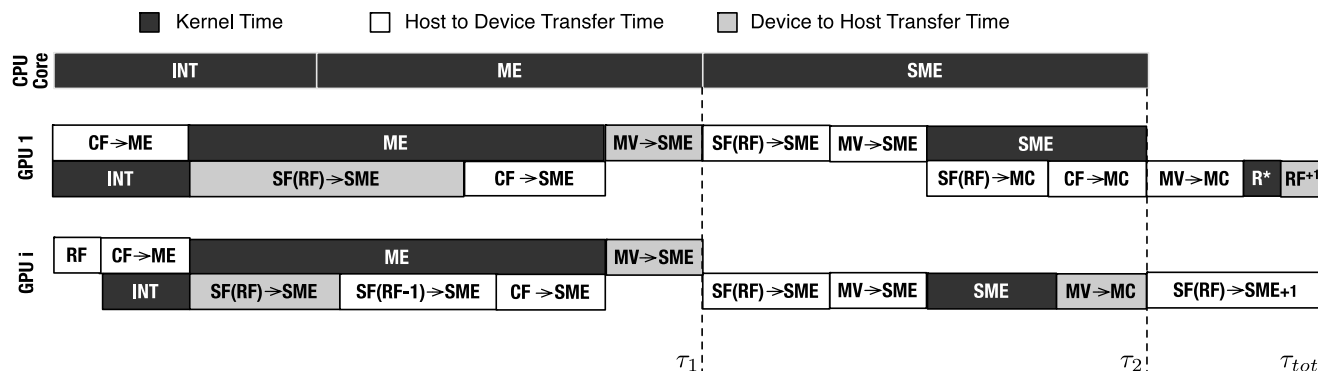 Kernel Time Host to Device Transfer Time Device to Host Transfer Time
CPU Core
INT ME SME
GPU 1
CF→ME ME MV→SME SF(RF)→SME MV→SME SME
INT SF(RF)→SME CF→SME SF(RF)→MC CF→MC MV→MC R* RF+1
GPU i
RF CF→ME ME MV→SME
INT SF(RF)→SME SF(RF-1)→SME CF→SME SF(RF)→SME MV→SME SME MV→MC SF(RF)→SME+1
τ1 τ2 τtot